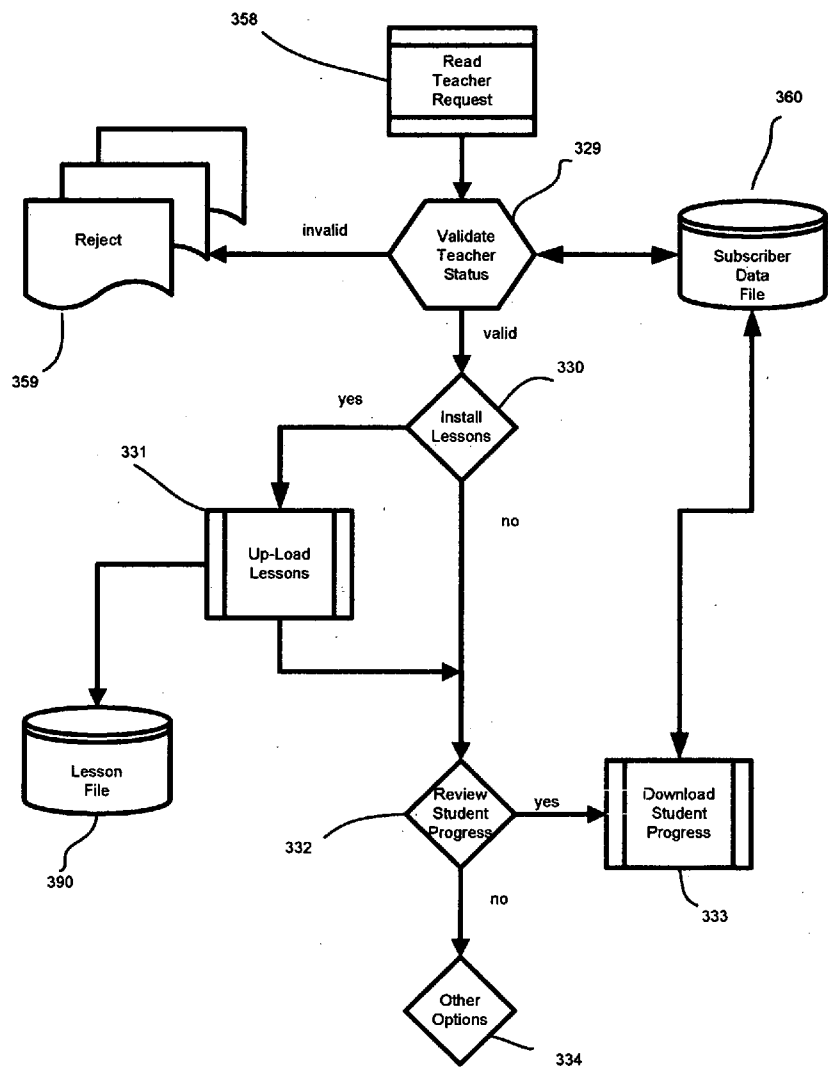 358
Read
Teacher
Request
360
329
Reject
invalid
Validate
Teacher
Status
Subscriber
Data
File
359
valid
330
yes
Install
Lessons
331
no
Up-Load
Lessons
Lesson
File
Review
Student
Progress
yes
Download
Student
Progress
332
390
no
333
Other
Options
334